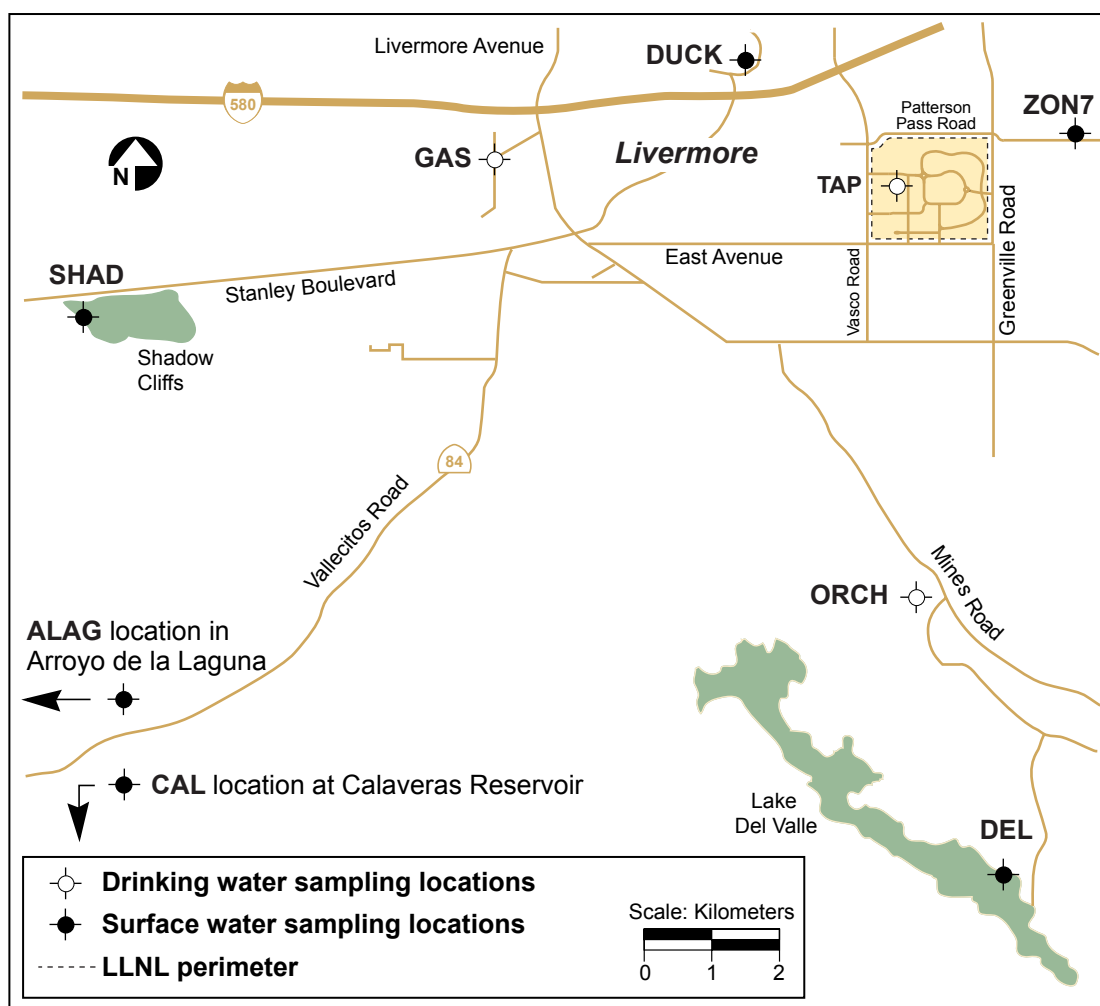 Livermore Avenue
DUCK
580
Patterson
Pass Road
ZON7
N
GAS
Livermore
TAP
SHAD
Stanley Boulevard
East Avenue
Vasco Road
Greenville Road
Shadow
Cliffs
84
Vallecitos Road
ORCH
Mines Road
ALAG location in
Arroyo de la Laguna
CAL location at Calaveras Reservoir
Lake
Del Valle
DEL
Drinking water sampling locations
Surface water sampling locations
LLNL perimeter
Scale: Kilometers
0 1 2